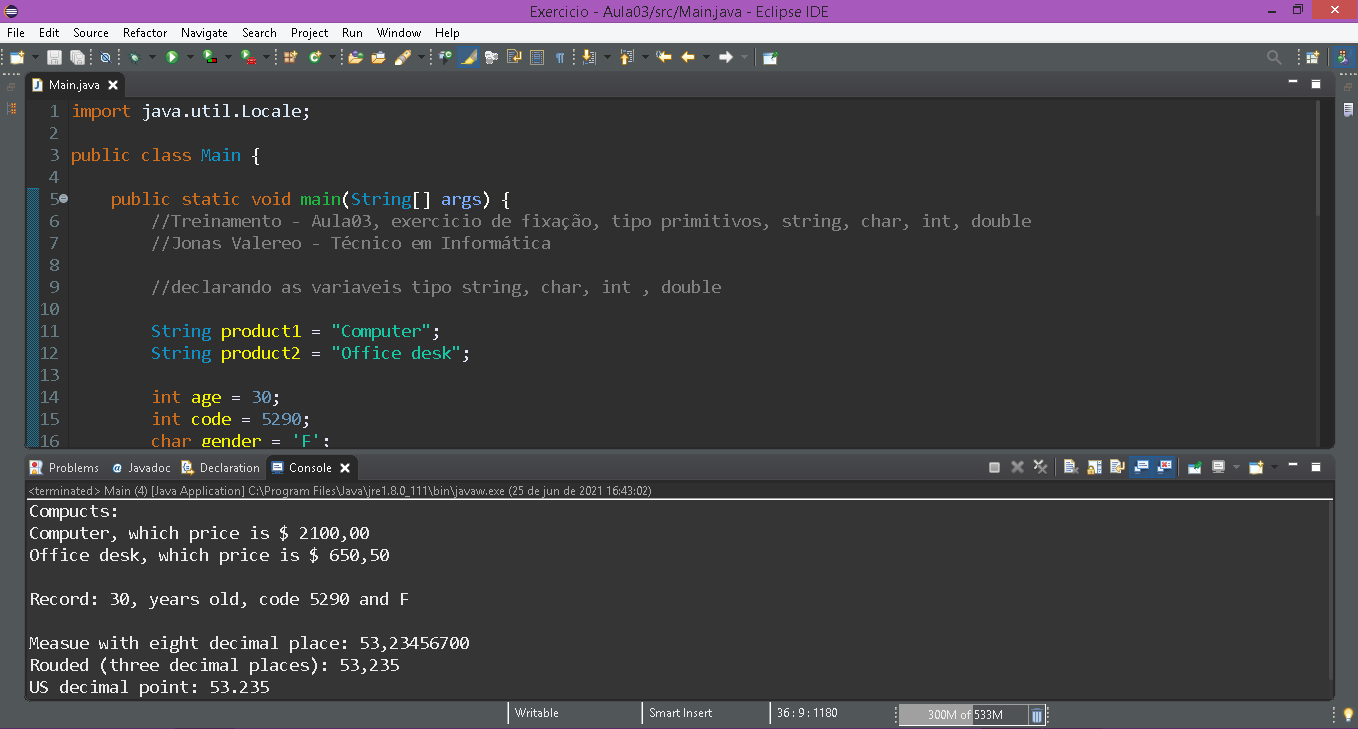 Exercicio - Aula03/src/Main.java - Eclipse IDE
File Edit Source Refactor Navigate Search Project Run Window Help
Main.java
1 import java.util.Locale;
2
3 public class Main {
4
5 public static void main(String[] args) {
6 //Treinamento - Aula03, exercicio de fixação, tipo primitivos, string, char, int, double
7 //Jonas Valereo - Técnico em Informática
8
9 //declarando as variaveis tipo string, char, int , double
10
11 String product1 = "Computer";
12 String product2 = "Office desk";
13
14 int age = 30;
15 int code = 5290;
16 char gender = 'F';
Problems Javadoc Declaration Console
<terminated> Main (4) [Java Application] C:\Program Files\Java\jre1.8.0_111\bin\javaw.exe (25 de jun de 2021 16:43:02)
Compucts:
Computer, which price is $ 2100,00
Office desk, which price is $ 650,50
Record: 30, years old, code 5290 and F
Measue with eight decimal place: 53,23456700
Rouded (three decimal places): 53,235
US decimal point: 53.235
Writable Smart Insert 36 : 9 : 1180 300M of 533M